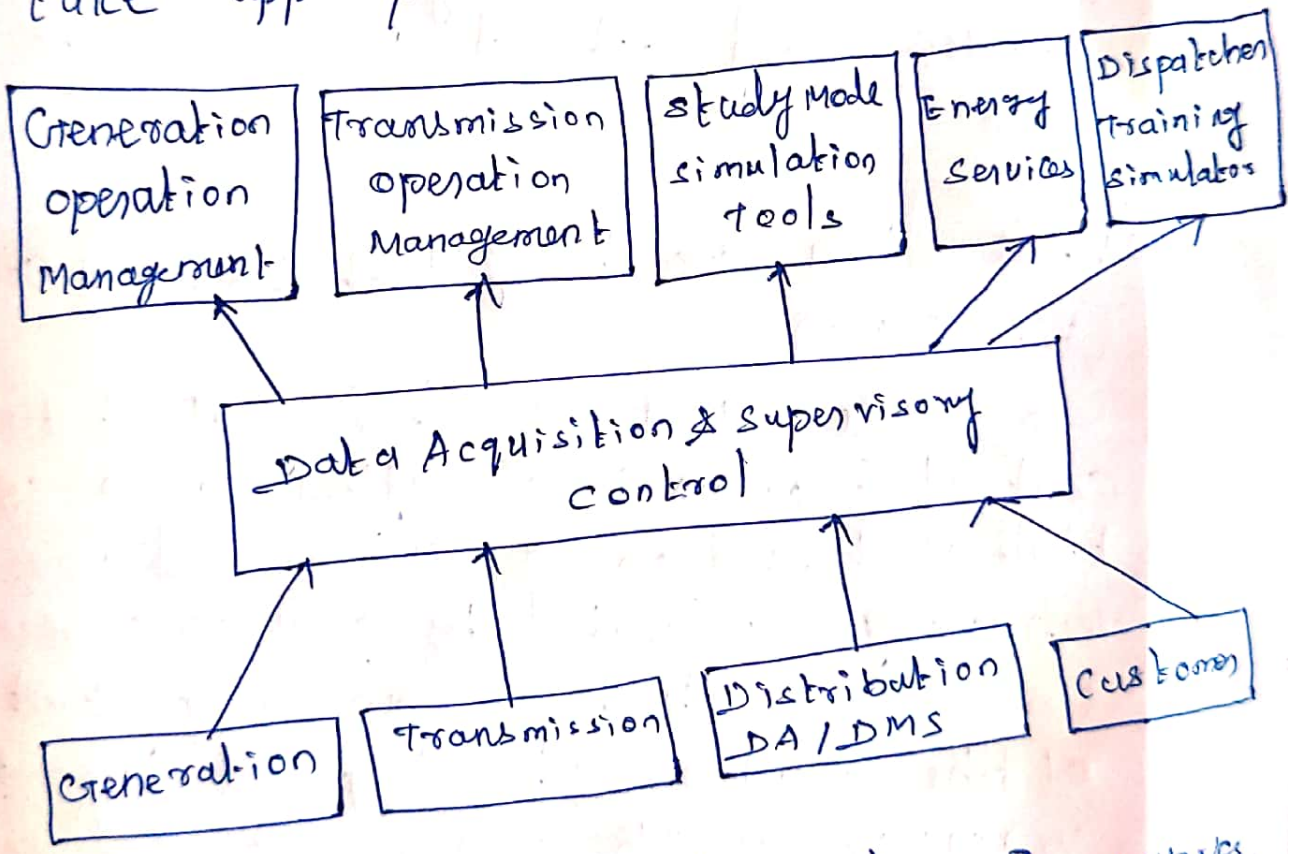 Generation
operation
Management
Transmission
operation
Management
Study Mode
simulation
tools
Energy
Services
Dispatcher
training
simulator
Data Acquisition & Supervisory
control
Generation
Transmission
Distribution
DA / DMS
Customer